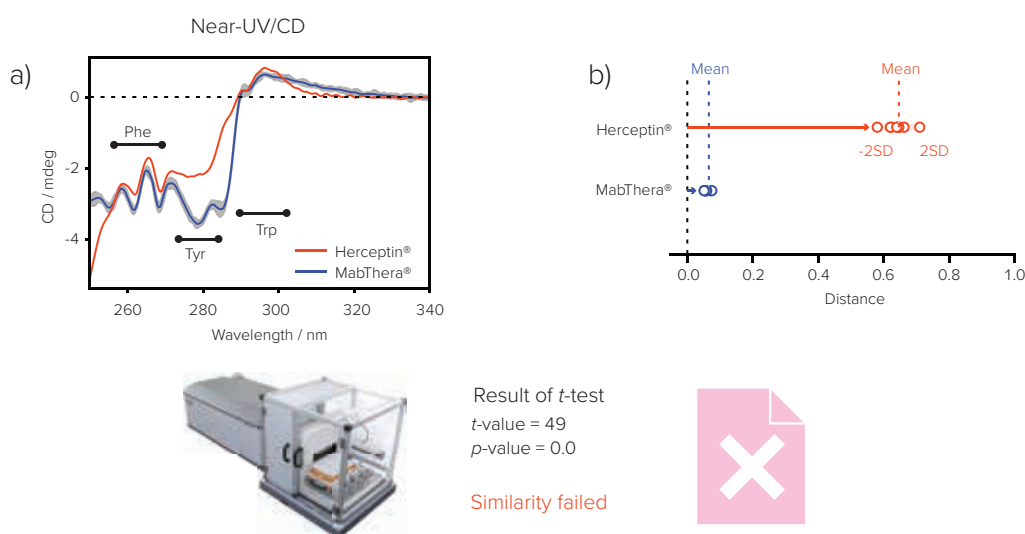 Near-UV/CD
a)
0
-2
-4
CD / mdeg
Phe
Tyr
Trp
Herceptin®
MabThera®
260
280
300
320
340
Wavelength / nm
b)
Mean
Mean
Herceptin®
-2SD
2SD
MabThera®
0.0
0.2
0.4
0.6
0.8
1.0
Distance
Result of t-test
t-value = 49
p-value = 0.0
Similarity failed